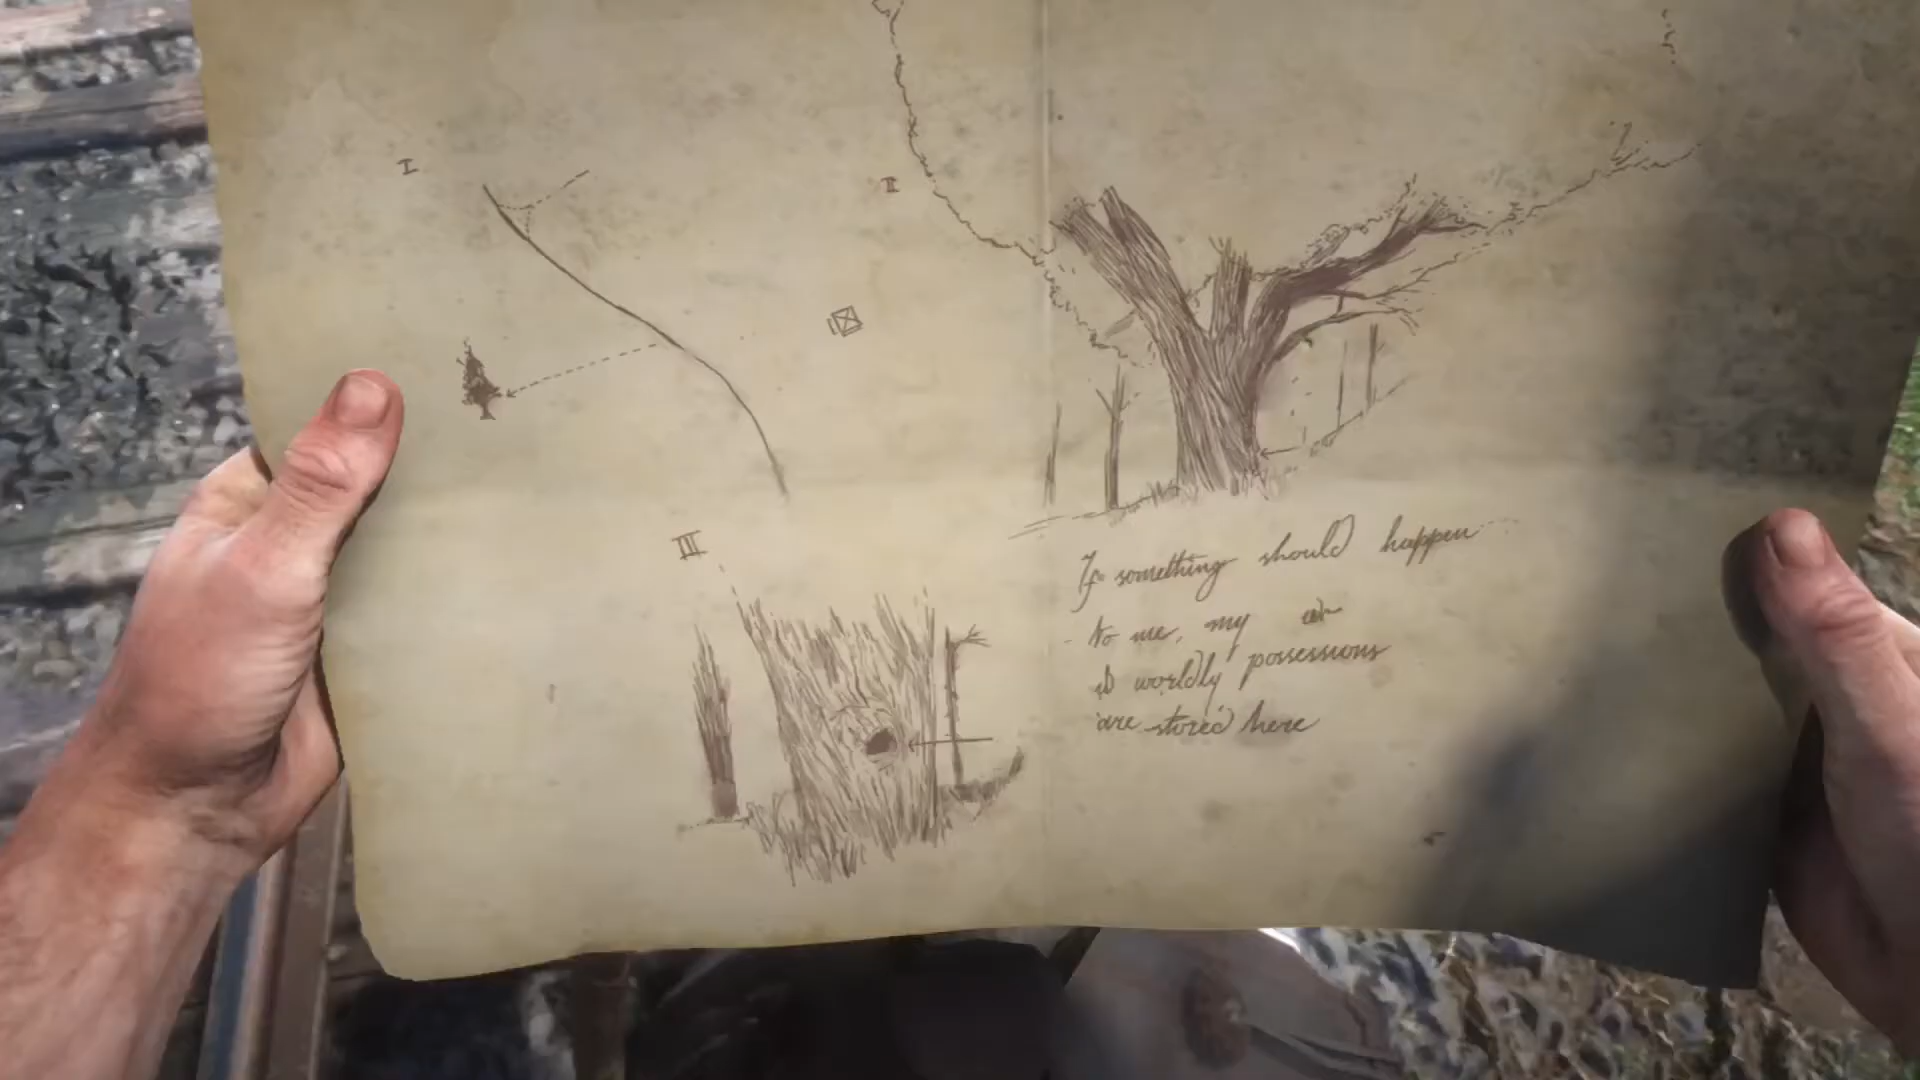 I
II
III
If something should happen
to me, my
worldly possessions
are stored here